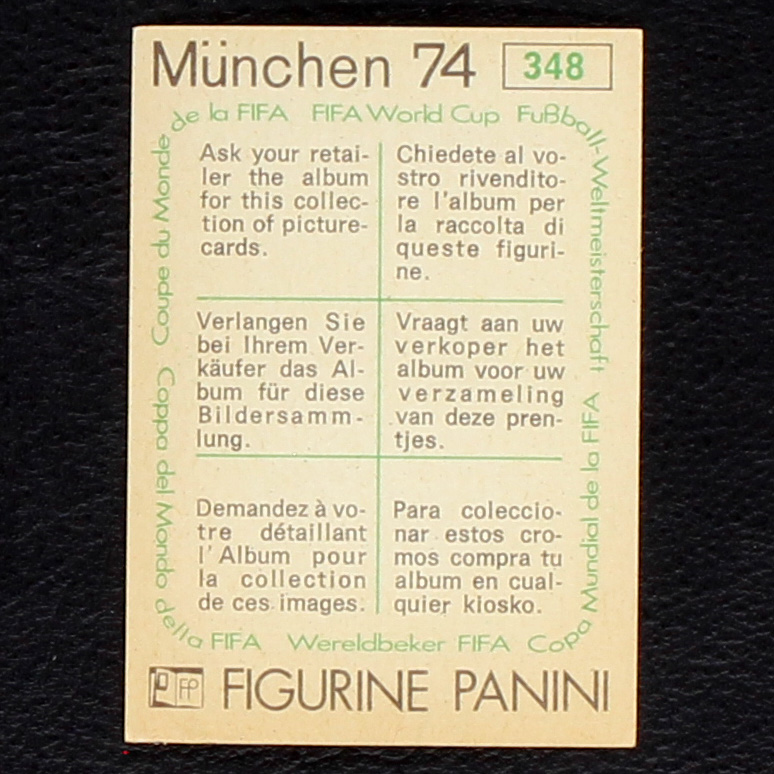 München 74 348
de la FIFA FIFA World Cup Fußball-Weltmeisterschaft
Ask your retai-
ler the album
for this collec-
tion of picture-
cards.
Chiedete al vo-
stro rivendito-
re l'album per
la raccolta di
queste figuri-
ne.
Verlangen Sie
bei Ihrem Ver-
käufer das Al-
bum für diese
Bildersamm-
lung.
Vraagt aan uw
verkoper het
album voor uw
verzameling
van deze pren-
tjes.
Demandez à vo-
tre détaillant
l'Album pour
la collection
de ces images.
Para coleccio-
nar estos cro-
mos compra tu
album en cual-
quier kiosko.
Copa Mundial de la FIFA
Wereldbeker FIFA
Coppa del Mondo della FIFA
Coupe du Monde
FP FIGURINE PANINI